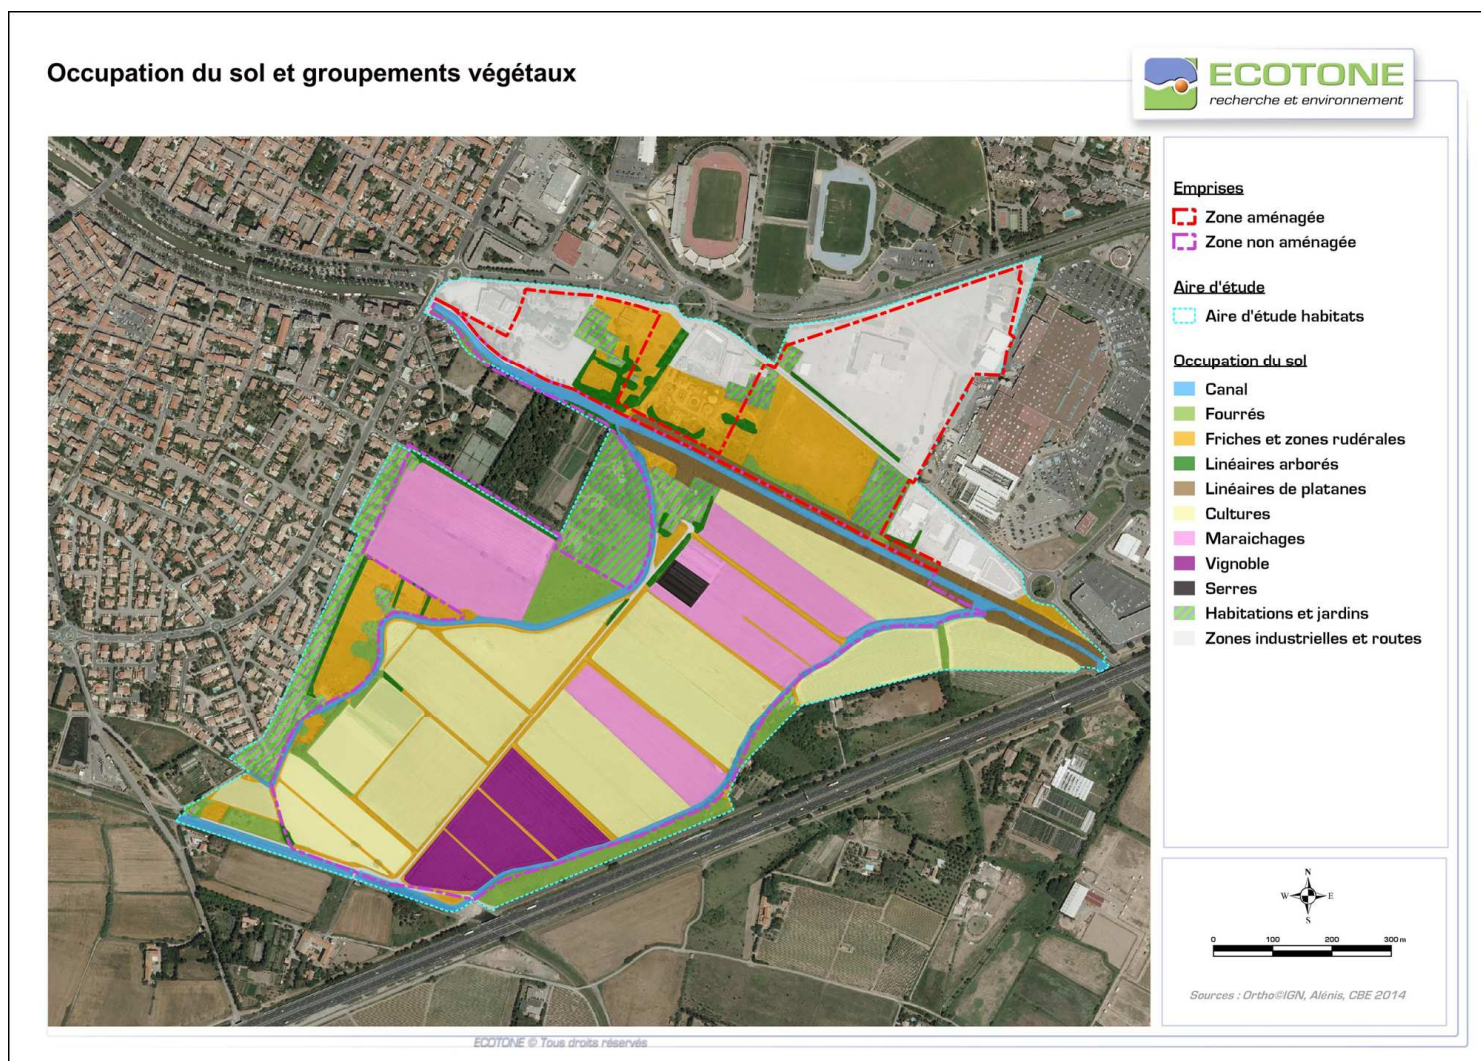 Occupation du sol et groupements végétaux
ECOTONE
recherche et environnement
Emprises
Zone aménagée
Zone non aménagée
Aire d'étude
Aire d'étude habitats
Occupation du sol
Canal
Fourrés
Friches et zones rudérales
Linéaires arborés
Linéaires de platanes
Cultures
Maraichages
Vignoble
Serres
Habitations et jardins
Zones industrielles et routes
N
W E
S
0 100 200 300 m
Sources : Ortho©IGN, Alénis, CBE 2014
ECOTONE © Tous droits réservés